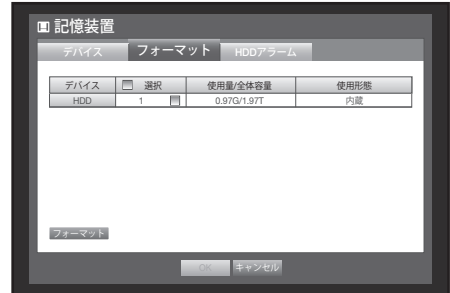 記憶装置
デバイス フォーマット HDDアラーム
デバイス 選択 使用量/全体容量 使用形態
HDD 1 0.97G/1.97T 内蔵
フォーマット
OK キャンセル